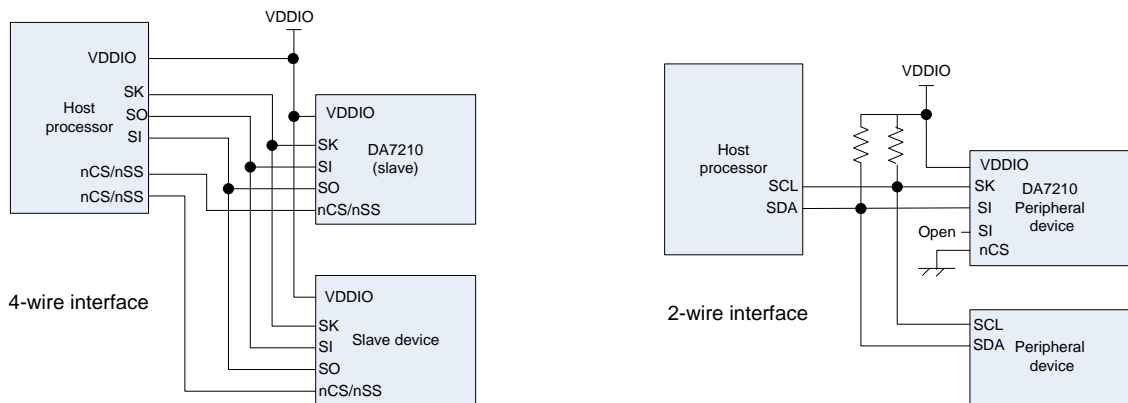 VDDIO
VDDIO
SK
SO
SI
nCS/nSS
nCS/nSS
Host
processor
VDDIO
SK
SI
SO
nCS/nSS
DA7210
(slave)
VDDIO
SK
SI
SO
nCS/nSS
Slave device
4-wire interface
VDDIO
Host
processor
SCL
SDA
VDDIO
SK
SI
Open
SI
nCS
DA7210
Peripheral
device
SCL
SDA
Peripheral
device
2-wire interface